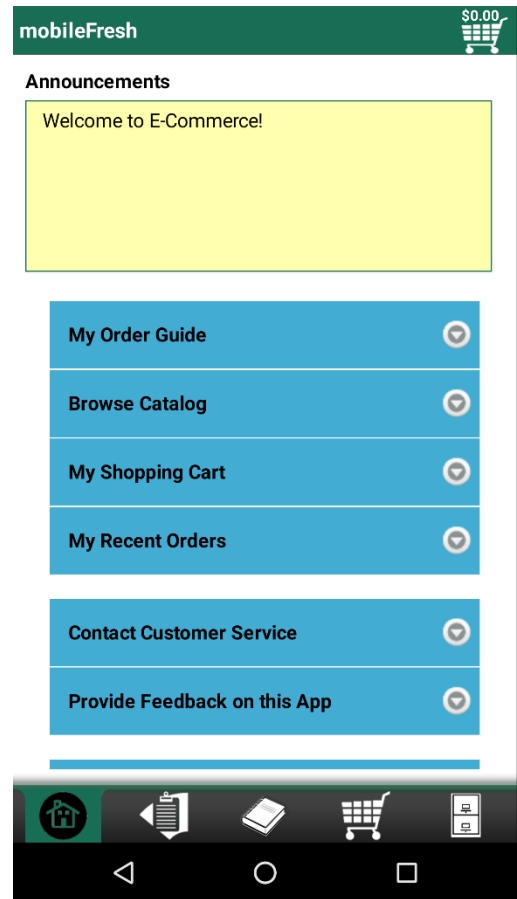 mobileFresh
$0.00
Announcements
Welcome to E-Commerce!
My Order Guide
Browse Catalog
My Shopping Cart
My Recent Orders
Contact Customer Service
Provide Feedback on this App